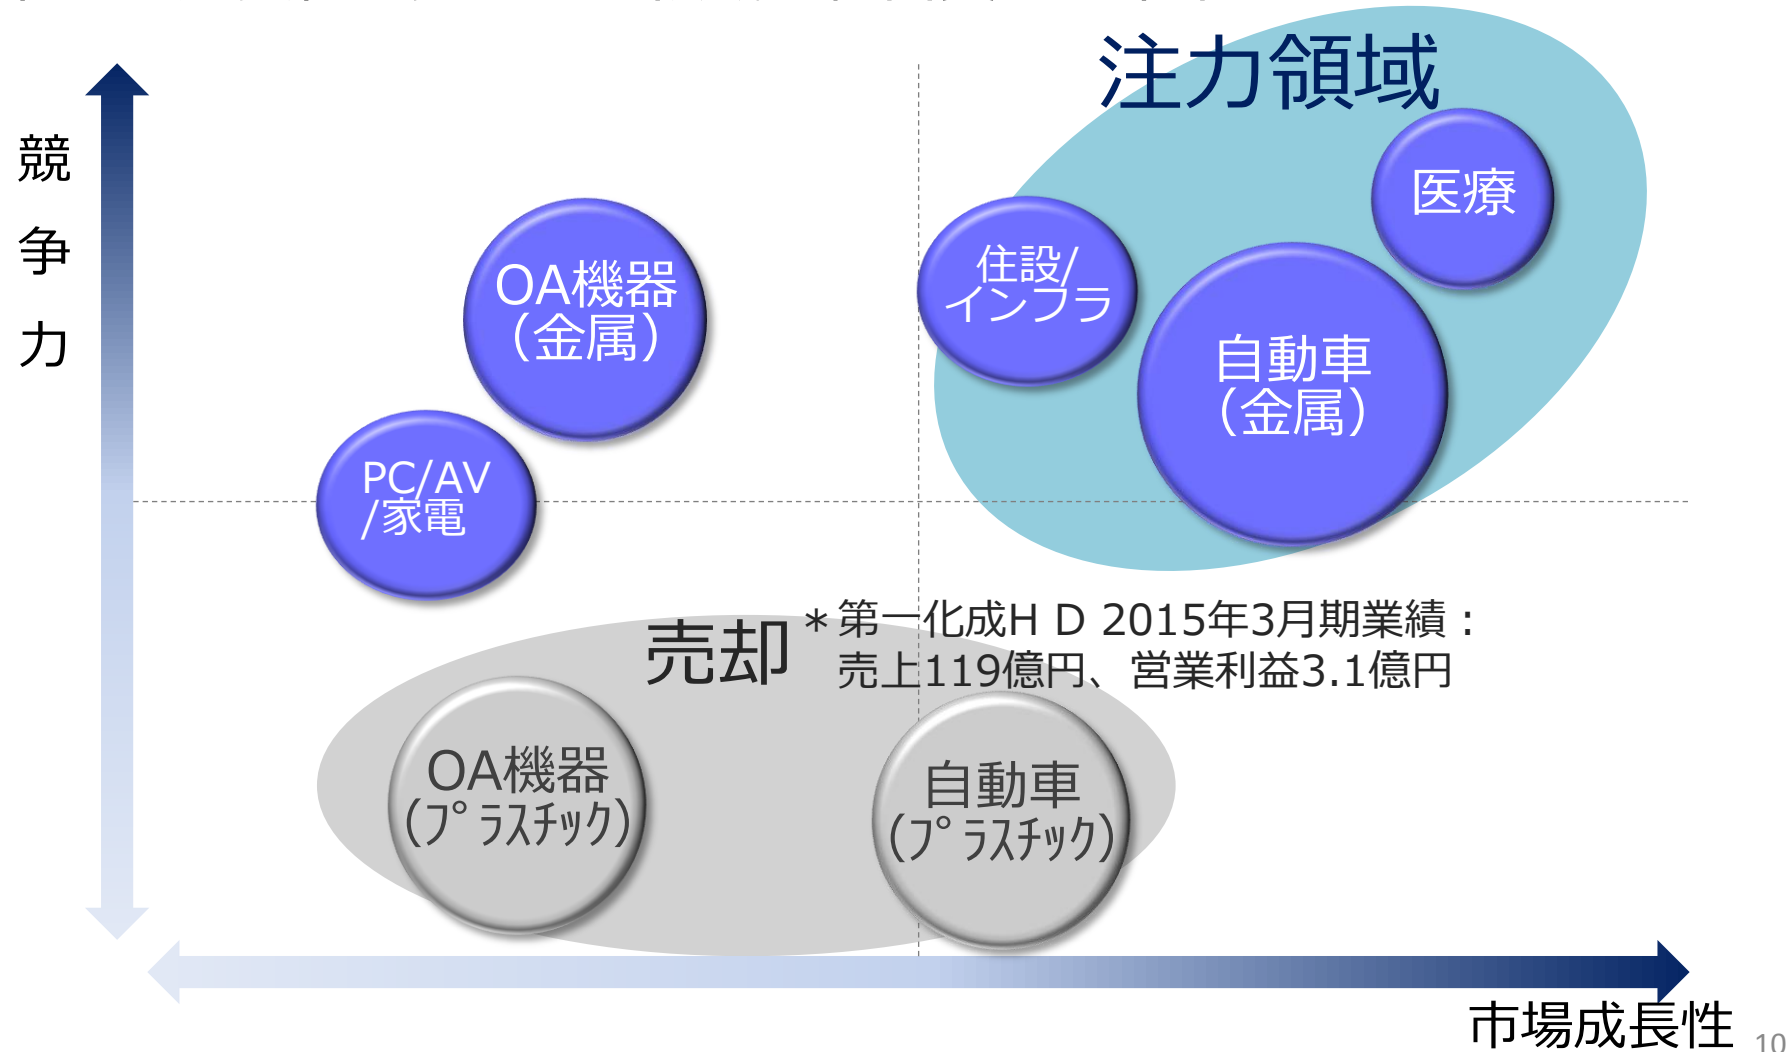 注力領域
競
争
力
医療
住設/
インフラ
OA機器
（金属）
自動車
（金属）
PC/AV
/家電
売却
＊第一化成ＨＤ 2015年3月期業績：
売上119億円、営業利益3.1億円
OA機器
(ﾌﾟﾗｽﾁｯｸ)
自動車
(ﾌﾟﾗｽﾁｯｸ)
市場成長性
10